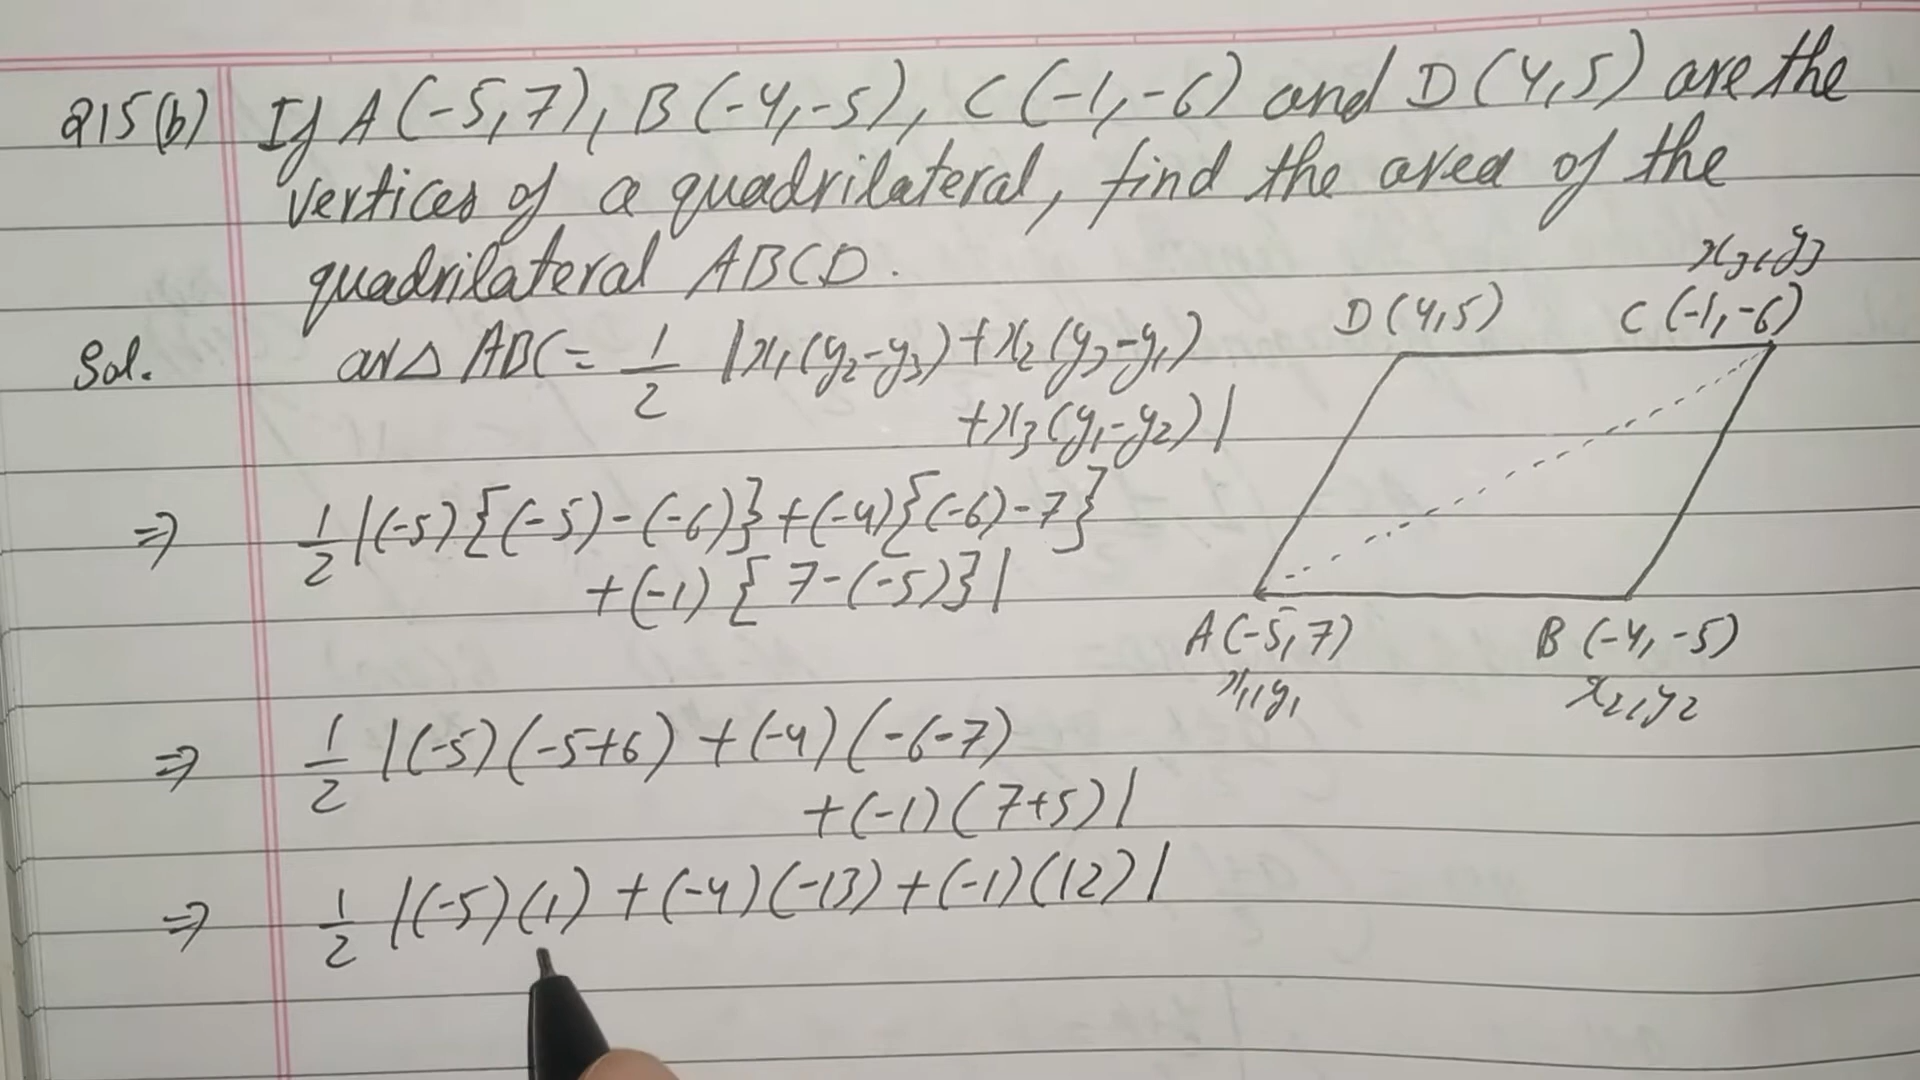 Q15(b) If A(-5,7), B(-4,-5), C(-1,-6) and D(4,5) are the
vertices of a quadrilateral, find the area of the
quadrilateral ABCD.
Sol. ar△ ABC = 1/2 |x₁(y₂-y₃)+x₂(y₃-y₁)
+x₃(y₁-y₂)|
⇒ 1/2 |(-5){(-5)-(-6)}+(-4){(-6)-7}
+(-1){7-(-5)}|
⇒ 1/2 |(-5)(-5+6)+(-4)(-6-7)
+(-1)(7+5)|
⇒ 1/2 |(-5)(1)+(-4)(-13)+(-1)(12)|
x₃,y₃
D(4,5) C(-1,-6)
A(-5,7) B(-4,-5)
x₁,y₁ x₂,y₂